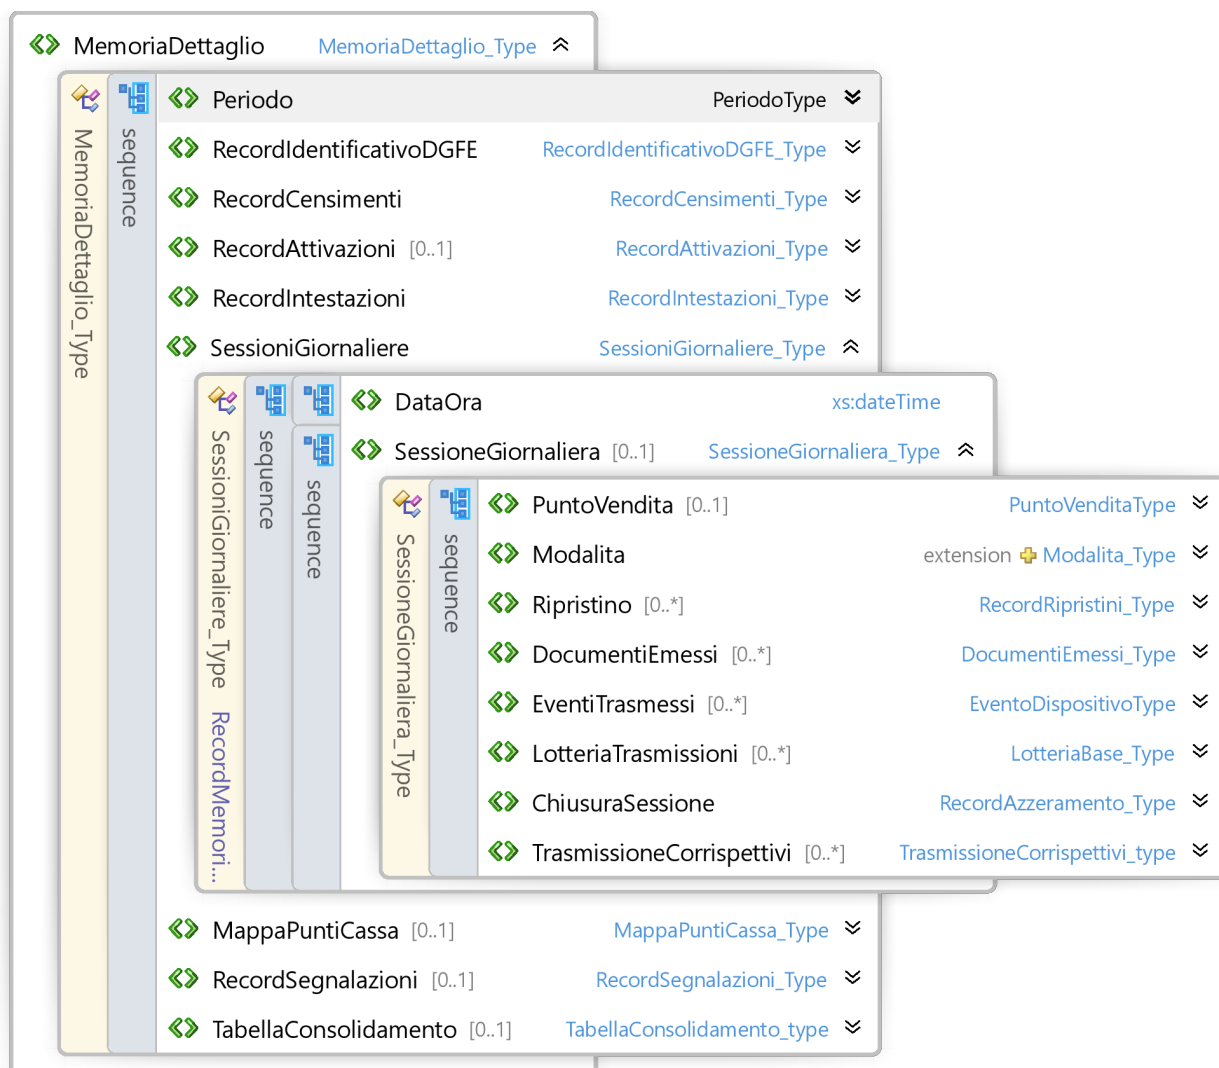 MemoriaDettaglio MemoriaDettaglio_Type
MemoriaDettaglio_Type
sequence
Periodo PeriodoType
RecordIdentificativoDGFE RecordIdentificativoDGFE_Type
RecordCensimenti RecordCensimenti_Type
RecordAttivazioni [0..1] RecordAttivazioni_Type
RecordIntestazioni RecordIntestazioni_Type
SessioniGiornaliere SessioniGiornaliere_Type
SessioniGiornaliere_Type RecordMemori...
sequence
sequence
DataOra xs:dateTime
SessioneGiornaliera [0..1] SessioneGiornaliera_Type
SessioneGiornaliera_Type
sequence
PuntoVendita [0..1] PuntoVenditaType
Modalita extension Modalita_Type
Ripristino [0..*] RecordRipristini_Type
DocumentiEmessi [0..*] DocumentiEmessi_Type
EventiTrasmessi [0..*] EventoDispositivoType
LotteriaTrasmissioni [0..*] LotteriaBase_Type
ChiusuraSessione RecordAzzeramento_Type
TrasmissioneCorrispettivi [0..*] TrasmissioneCorrispettivi_type
MappaPuntiCassa [0..1] MappaPuntiCassa_Type
RecordSegnalazioni [0..1] RecordSegnalazioni_Type
TabellaConsolidamento [0..1] TabellaConsolidamento_type